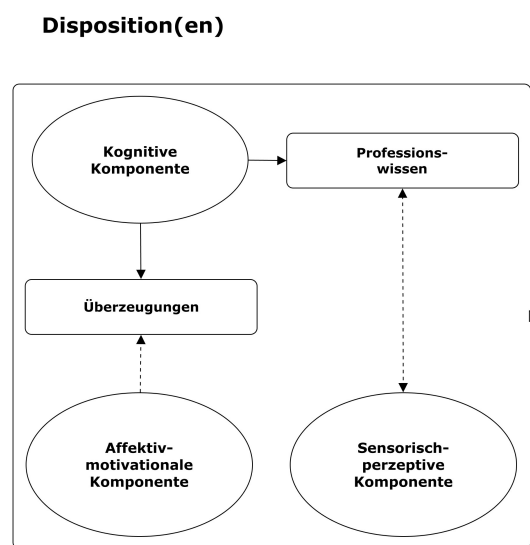 Disposition(en)
Kognitive
Komponente
Professions-
wissen
Überzeugungen
Affektiv-
motivationale
Komponente
Sensorisch-
perzeptive
Komponente